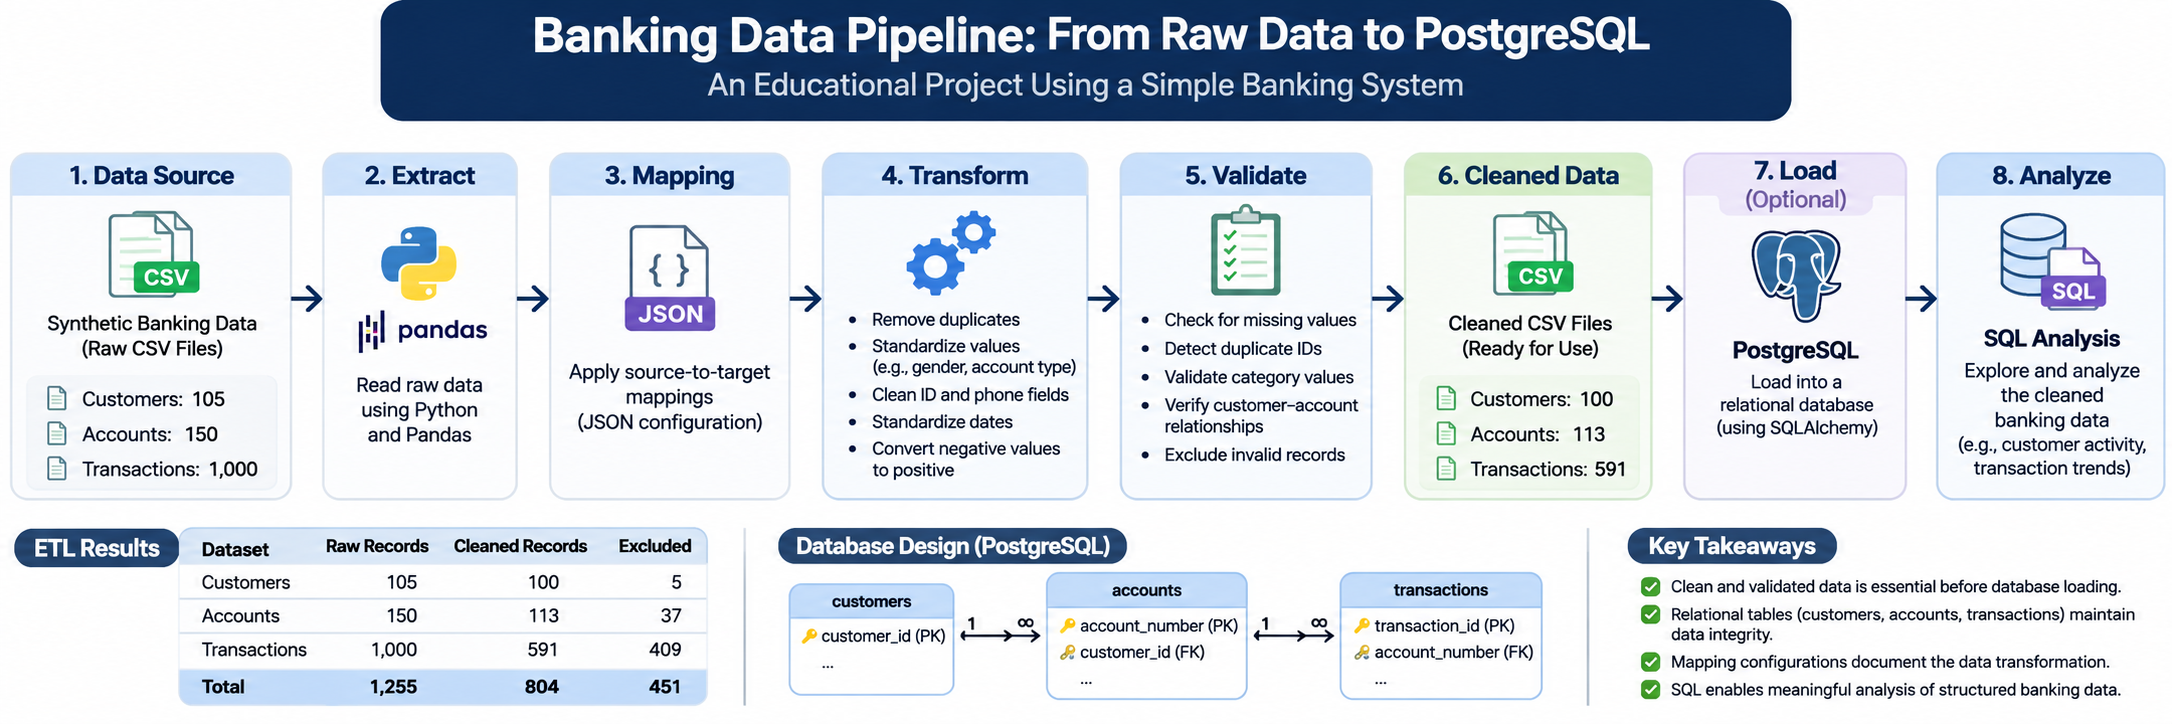 Banking Data Pipeline: From Raw Data to PostgreSQL
An Educational Project Using a Simple Banking System
1. Data Source
CSV
Synthetic Banking Data
(Raw CSV Files)
Customers: 105
Accounts: 150
Transactions: 1,000
2. Extract
pandas
Read raw data
using Python
and Pandas
3. Mapping
{ }
JSON
Apply source-to-target
mappings
(JSON configuration)
4. Transform
• Remove duplicates
• Standardize values
(e.g., gender, account type)
• Clean ID and phone fields
• Standardize dates
• Convert negative values
to positive
5. Validate
• Check for missing values
• Detect duplicate IDs
• Validate category values
• Verify customer–account
relationships
• Exclude invalid records
6. Cleaned Data
CSV
Cleaned CSV Files
(Ready for Use)
Customers: 100
Accounts: 113
Transactions: 591
7. Load
(Optional)
PostgreSQL
Load into a
relational database
(using SQLAlchemy)
8. Analyze
SQL
SQL Analysis
Explore and analyze
the cleaned
banking data
(e.g., customer activity,
transaction trends)
ETL Results
Dataset Raw Records Cleaned Records Excluded
Customers 105 100 5
Accounts 150 113 37
Transactions 1,000 591 409
Total 1,255 804 451
Database Design (PostgreSQL)
customers
customer_id (PK)
...
1 ∞
accounts
account_number (PK)
customer_id (FK)
...
1 ∞
transactions
transaction_id (PK)
account_number (FK)
...
Key Takeaways
Clean and validated data is essential before database loading.
Relational tables (customers, accounts, transactions) maintain
data integrity.
Mapping configurations document the data transformation.
SQL enables meaningful analysis of structured banking data.